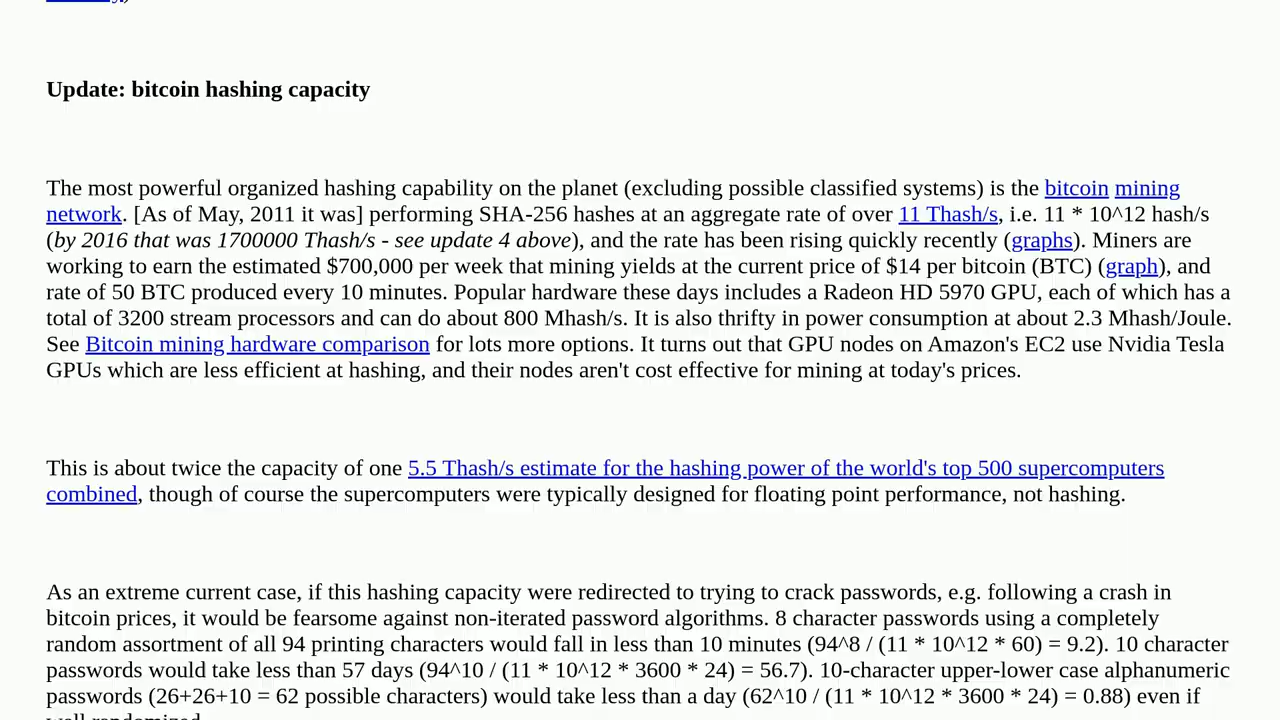 Update: bitcoin hashing capacity
The most powerful organized hashing capability on the planet (excluding possible classified systems) is the bitcoin mining
network. [As of May, 2011 it was] performing SHA-256 hashes at an aggregate rate of over 11 Thash/s, i.e. 11 * 10^12 hash/s
(by 2016 that was 1700000 Thash/s - see update 4 above), and the rate has been rising quickly recently (graphs). Miners are
working to earn the estimated $700,000 per week that mining yields at the current price of $14 per bitcoin (BTC) (graph), and
rate of 50 BTC produced every 10 minutes. Popular hardware these days includes a Radeon HD 5970 GPU, each of which has a
total of 3200 stream processors and can do about 800 Mhash/s. It is also thrifty in power consumption at about 2.3 Mhash/Joule.
See Bitcoin mining hardware comparison for lots more options. It turns out that GPU nodes on Amazon's EC2 use Nvidia Tesla
GPUs which are less efficient at hashing, and their nodes aren't cost effective for mining at today's prices.
This is about twice the capacity of one 5.5 Thash/s estimate for the hashing power of the world's top 500 supercomputers
combined, though of course the supercomputers were typically designed for floating point performance, not hashing.
As an extreme current case, if this hashing capacity were redirected to trying to crack passwords, e.g. following a crash in
bitcoin prices, it would be fearsome against non-iterated password algorithms. 8 character passwords using a completely
random assortment of all 94 printing characters would fall in less than 10 minutes (94^8 / (11 * 10^12 * 60) = 9.2). 10 character
passwords would take less than 57 days (94^10 / (11 * 10^12 * 3600 * 24) = 56.7). 10-character upper-lower case alphanumeric
passwords (26+26+10 = 62 possible characters) would take less than a day (62^10 / (11 * 10^12 * 3600 * 24) = 0.88) even if
well randomized.